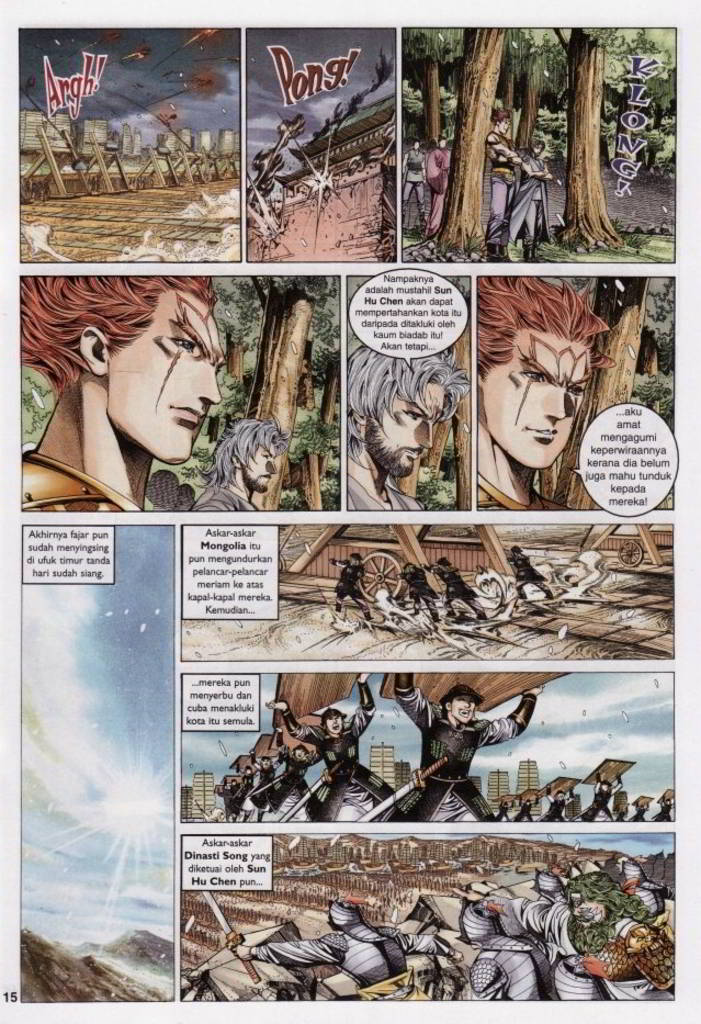 Argh!
Pong!
KLONG!
Nampaknya
adalah mustahil Sun
Hu Chen akan dapat
mempertahankan kota itu
daripada ditakluki oleh
kaum biadab itu!
Akan tetapi...
...aku
amat
mengagumi
keperwiraannya
kerana dia belum
juga mahu tunduk
kepada
mereka!
Akhirnya fajar pun
sudah menyingsing
di ufuk timur tanda
hari sudah siang.
Askar-askar
Mongolia itu
pun mengundurkan
pelancar-pelancar
meriam ke atas
kapal-kapal mereka.
Kemudian...
...mereka pun
menyerbu dan
cuba menakluki
kota itu semula.
Askar-askar
Dinasti Song yang
diketuai oleh Sun
Hu Chen pun...
15